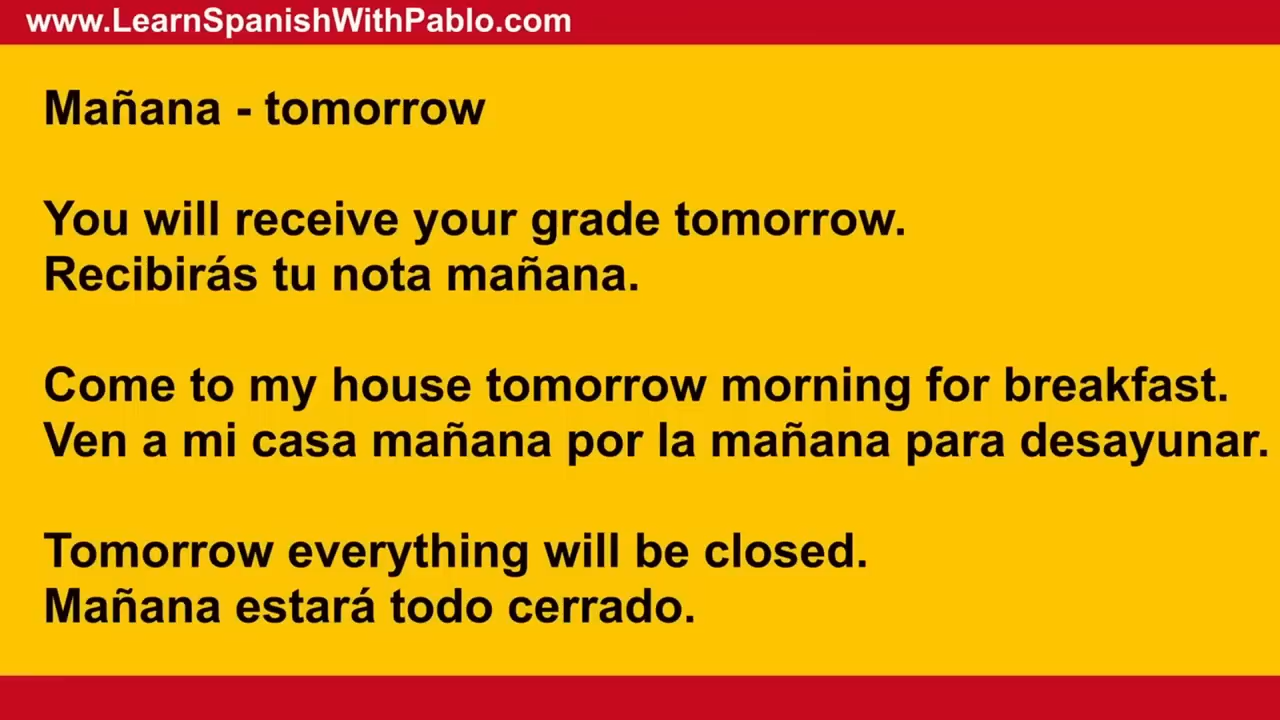 www.LearnSpanishWithPablo.com
Mañana - tomorrow
You will receive your grade tomorrow.
Recibirás tu nota mañana.
Come to my house tomorrow morning for breakfast.
Ven a mi casa mañana por la mañana para desayunar.
Tomorrow everything will be closed.
Mañana estará todo cerrado.